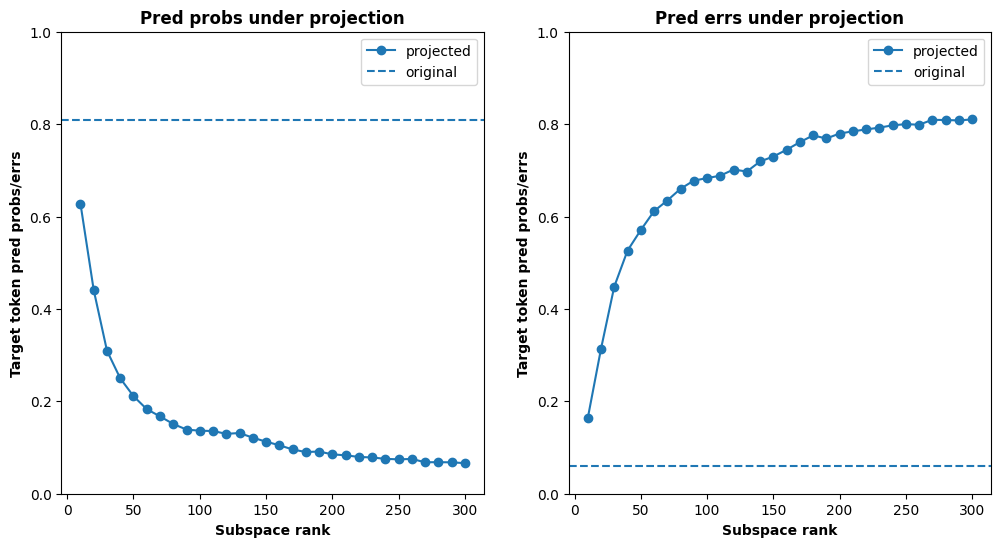 Pred probs under projection
Target token pred probs/errs
1.0
0.8
0.6
0.4
0.2
0.0
projected
original
0 50 100 150 200 250 300
Subspace rank
Pred errs under projection
Target token pred probs/errs
1.0
0.8
0.6
0.4
0.2
0.0
projected
original
0 50 100 150 200 250 300
Subspace rank